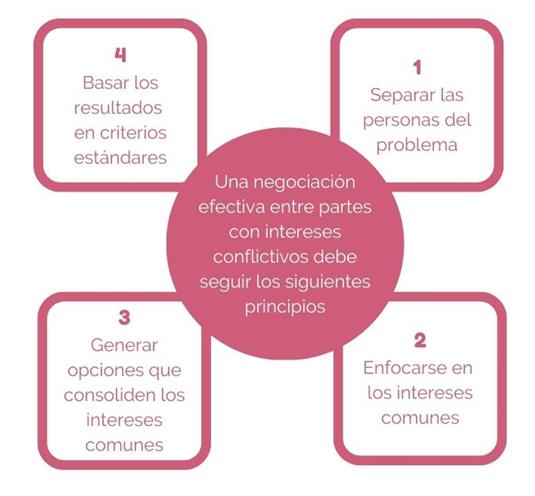 Una negociación
efectiva entre partes
con intereses
conflictivos debe
seguir los siguientes
principios
1
Separar las
personas del
problema
2
Enfocarse en
los intereses
comunes
3
Generar
opciones que
consoliden los
intereses
comunes
4
Basar los
resultados
en criterios
estándares